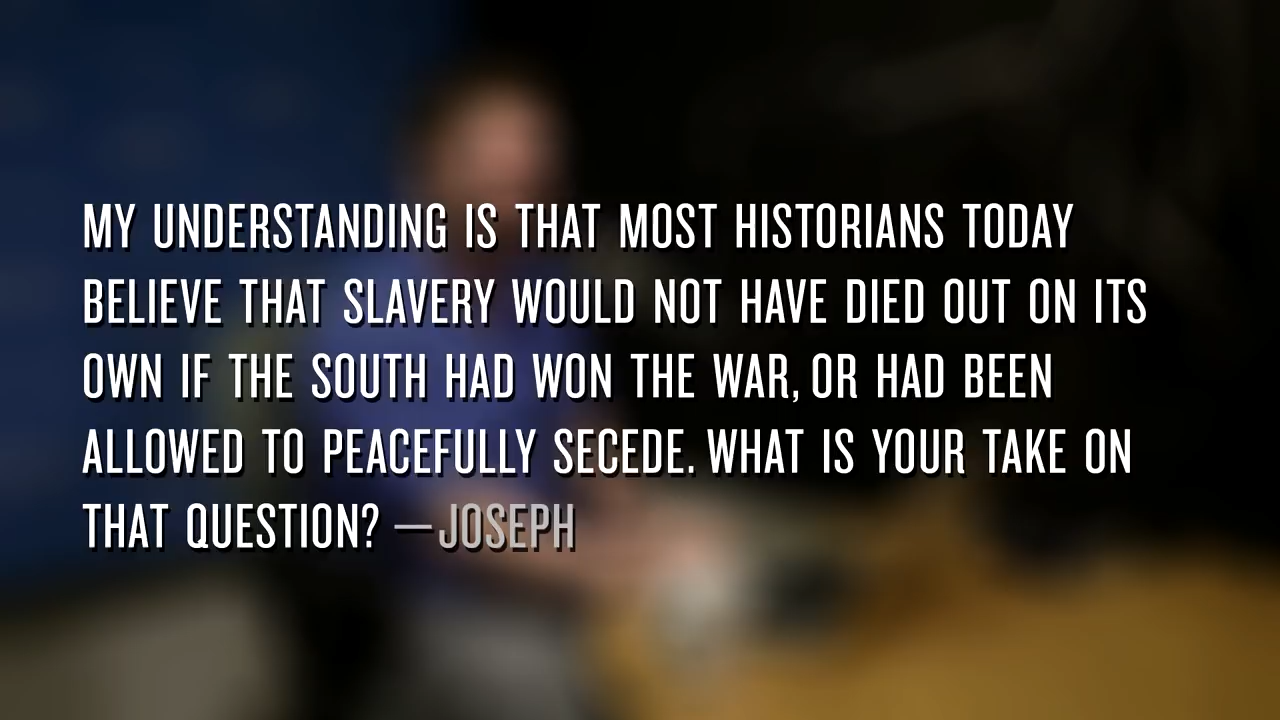 MY UNDERSTANDING IS THAT MOST HISTORIANS TODAY
BELIEVE THAT SLAVERY WOULD NOT HAVE DIED OUT ON ITS
OWN IF THE SOUTH HAD WON THE WAR, OR HAD BEEN
ALLOWED TO PEACEFULLY SECEDE. WHAT IS YOUR TAKE ON
THAT QUESTION? —JOSEPH